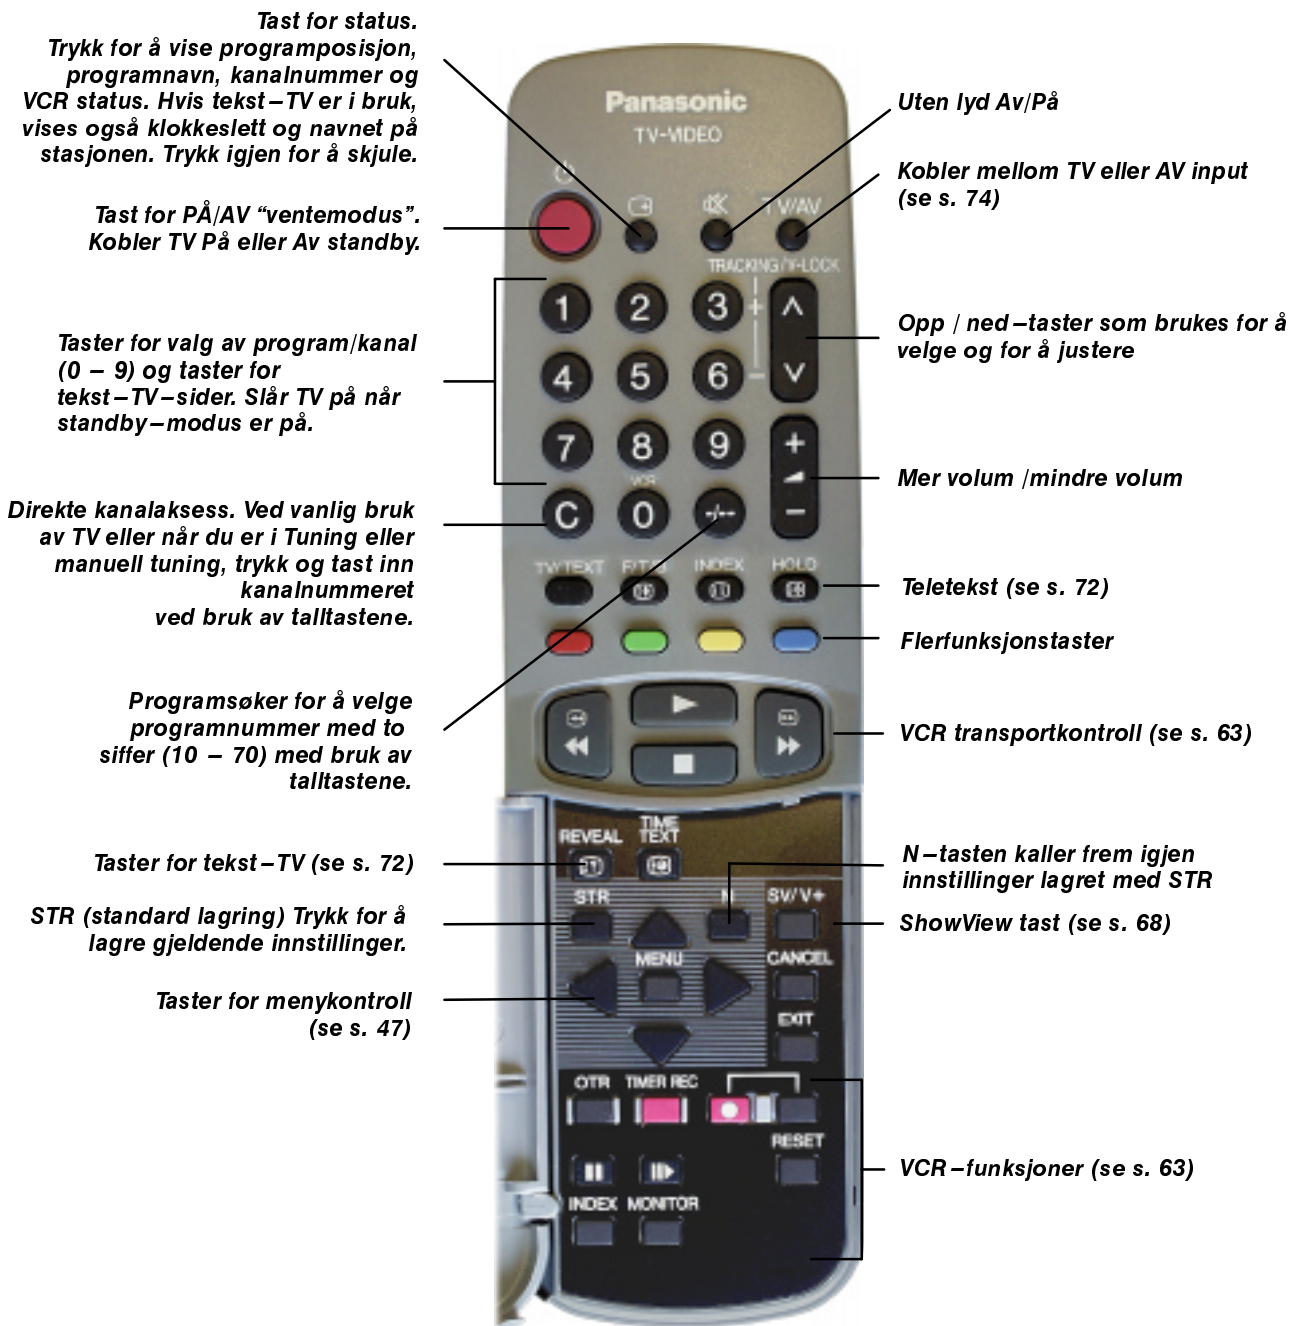 Tast for status.
Trykk for å vise programposisjon,
programnavn, kanalnummer og
VCR status. Hvis tekst–TV er i bruk,
vises også klokkeslett og navnet på
stasjonen. Trykk igjen for å skjule.
Tast for PÅ/AV “ventemodus”.
Kobler TV På eller Av standby.
Taster for valg av program/kanal
(0 – 9) og taster for
tekst–TV–sider. Slår TV på når
standby–modus er på.
Direkte kanalaksess. Ved vanlig bruk
av TV eller når du er i Tuning eller
manuell tuning, trykk og tast inn
kanalnummeret
ved bruk av talltastene.
Programsøker for å velge
programnummer med to
siffer (10 – 70) med bruk av
talltastene.
Taster for tekst–TV (se s. 72)
STR (standard lagring) Trykk for å
lagre gjeldende innstillinger.
Taster for menykontroll
(se s. 47)
Panasonic
TV-VIDEO
TV/AV
TRACKING/V-LOCK
1 2 3 +
4 5 6 −
7 8 9 +
VCR
C 0 -/-- −
TV/TEXT F/T/B INDEX HOLD
REVEAL TIME
TEXT
STR N SV/V+
MENU CANCEL
EXIT
OTR TIMER REC
RESET
INDEX MONITOR
Uten lyd Av/På
Kobler mellom TV eller AV input
(se s. 74)
Opp / ned–taster som brukes for å
velge og for å justere
Mer volum /mindre volum
Teletekst (se s. 72)
Flerfunksjonstaster
VCR transportkontroll (se s. 63)
N–tasten kaller frem igjen
innstillinger lagret med STR
ShowView tast (se s. 68)
VCR–funksjoner (se s. 63)